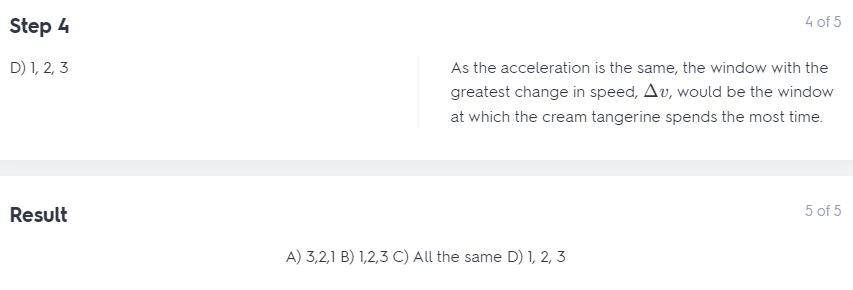 Step 4
4 of 5
D) 1, 2, 3
As the acceleration is the same, the window with the
greatest change in speed, Δv, would be the window
at which the cream tangerine spends the most time.
Result
5 of 5
A) 3,2,1 B) 1,2,3 C) All the same D) 1, 2, 3